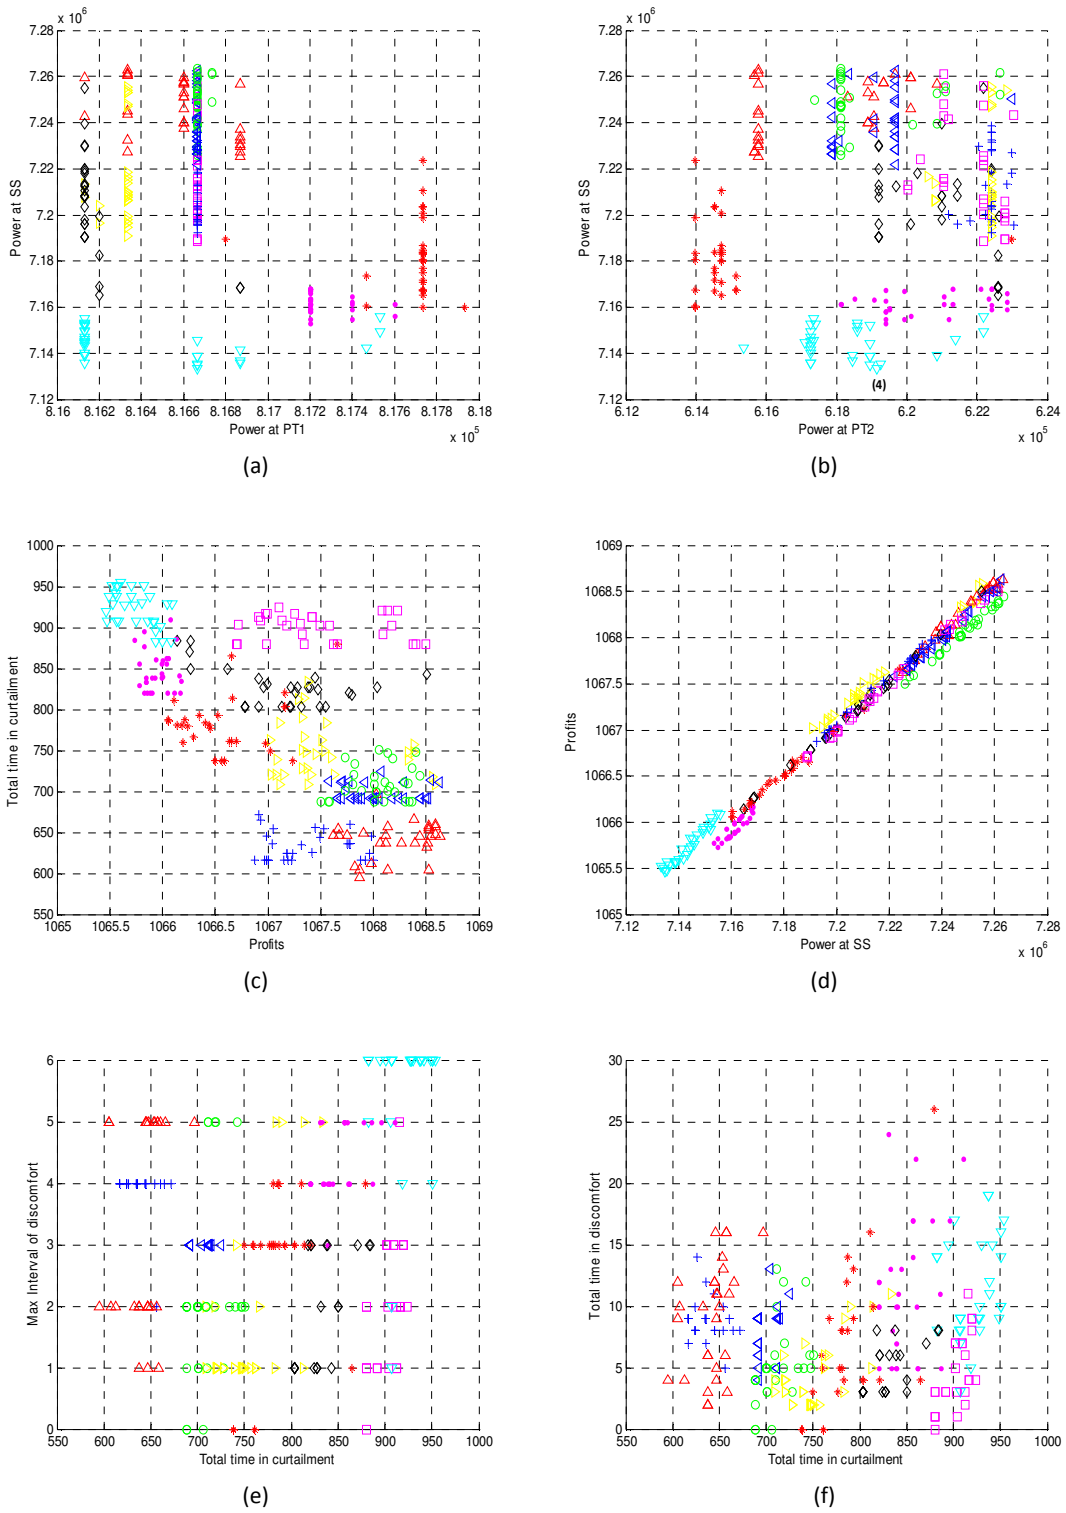 x 10^6
7.28
7.26
7.24
7.22
7.2
7.18
7.16
7.14
7.12
Power at SS
8.16 8.162 8.164 8.166 8.168 8.17 8.172 8.174 8.176 8.178 8.18
Power at PT1
x 10^5
(a)
x 10^6
7.28
7.26
7.24
7.22
7.2
7.18
7.16
7.14
7.12
Power at SS
(4)
6.12 6.14 6.16 6.18 6.2 6.22 6.24
Power at PT2
x 10^5
(b)
1000
950
900
850
800
750
700
650
600
550
Total time in curtailment
1065 1065.5 1066 1066.5 1067 1067.5 1068 1068.5 1069
Profits
(c)
1069
1068.5
1068
1067.5
1067
1066.5
1066
1065.5
1065
Profits
7.12 7.14 7.16 7.18 7.2 7.22 7.24 7.26 7.28
Power at SS
x 10^6
(d)
6
5
4
3
2
1
0
Max Interval of discomfort
550 600 650 700 750 800 850 900 950 1000
Total time in curtailment
(e)
30
25
20
15
10
5
0
Total time in discomfort
550 600 650 700 750 800 850 900 950 1000
Total time in curtailment
(f)